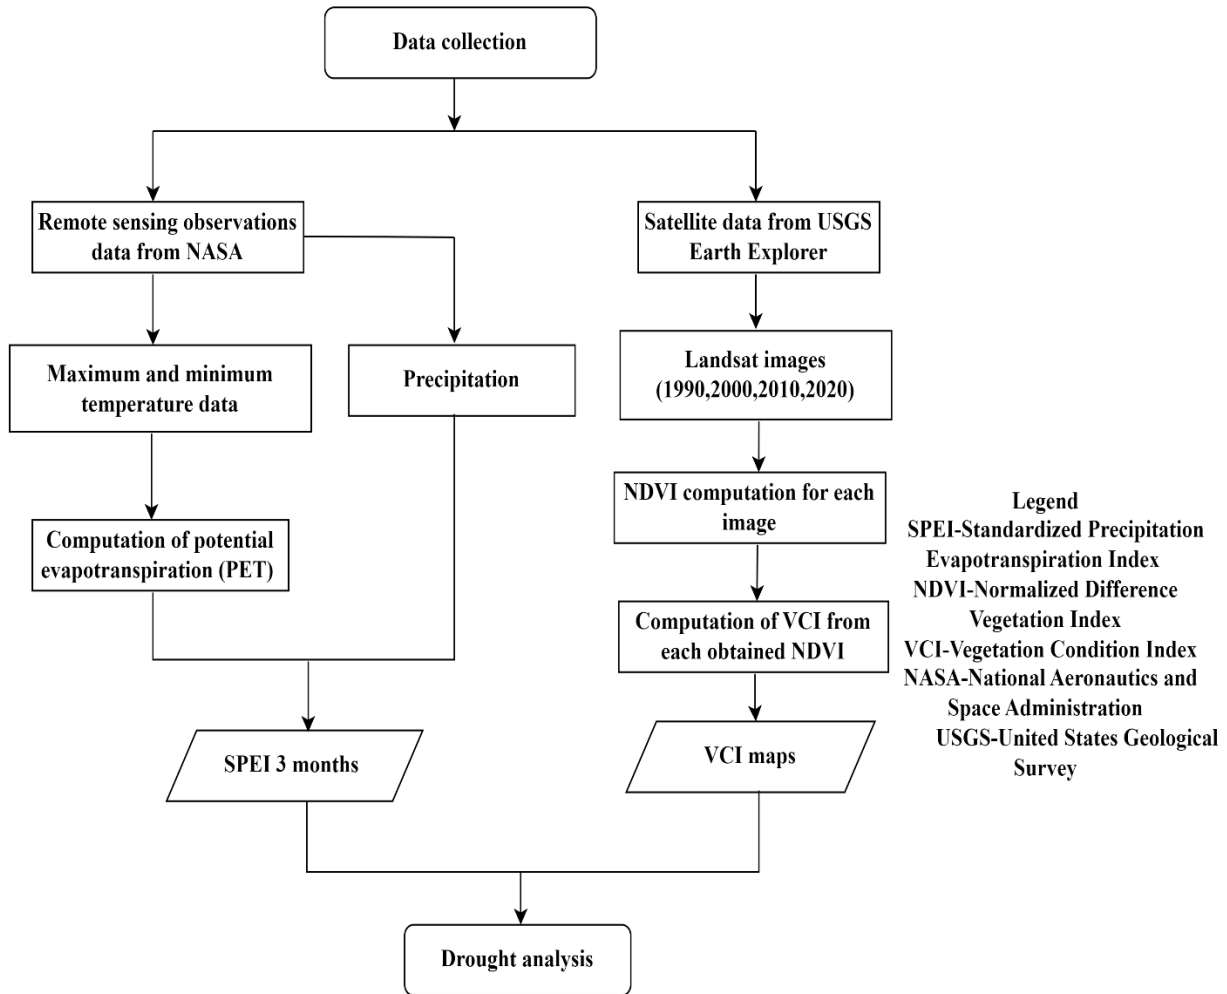 Data collection
Remote sensing observations
data from NASA
Satellite data from USGS
Earth Explorer
Maximum and minimum
temperature data
Precipitation
Landsat images
(1990,2000,2010,2020)
NDVI computation for each
image
Computation of potential
evapotranspiration (PET)
Computation of VCI from
each obtained NDVI
SPEI 3 months
VCI maps
Drought analysis
Legend
SPEI-Standardized Precipitation
Evapotranspiration Index
NDVI-Normalized Difference
Vegetation Index
VCI-Vegetation Condition Index
NASA-National Aeronautics and
Space Administration
USGS-United States Geological
Survey